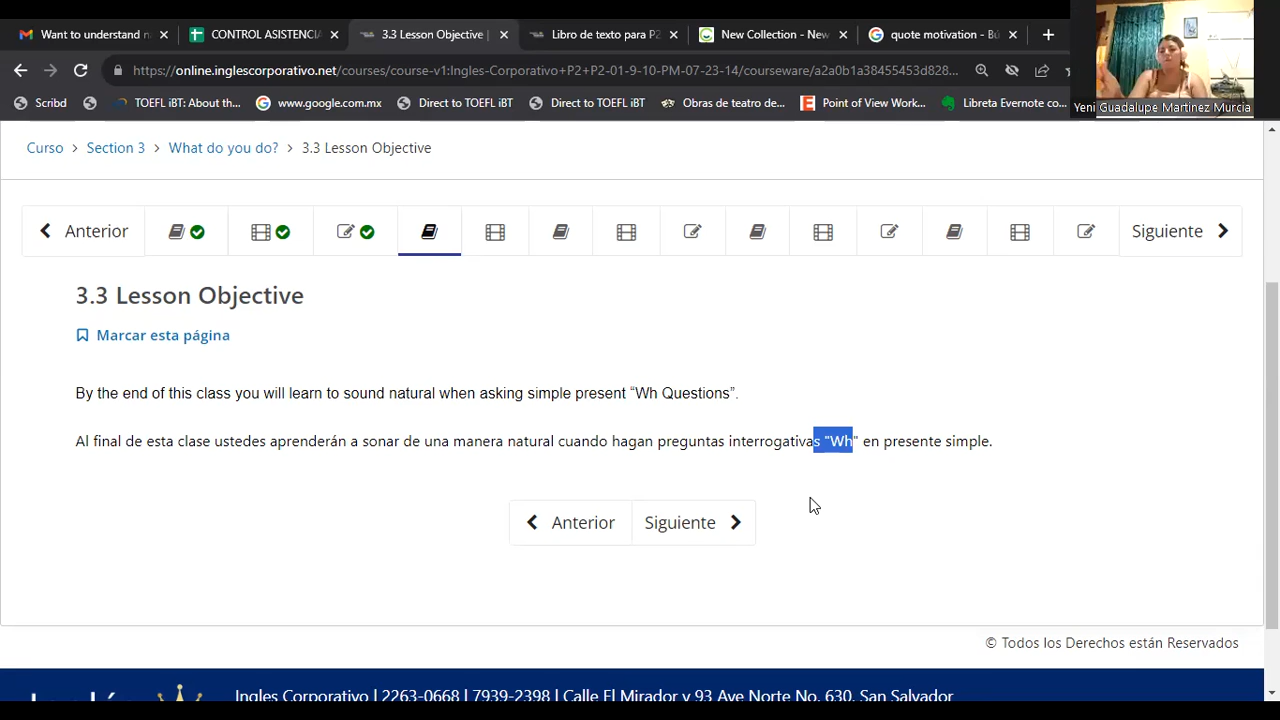 Want to understand n
CONTROL ASISTENCIA
3.3 Lesson Objective |
Libro de texto para P2
New Collection - New
quote motivation - Bú
https://online.inglescorporativo.net/courses/course-v1:Ingles-Corporativo+P2+P2-01-9-10-PM-07-23-14/courseware/a2a0b1a38455453d828...
Scribd
TOEFL iBT: About th...
www.google.com.mx
Direct to TOEFL iBT
Direct to TOEFL iBT
Obras de teatro de...
Point of View Work...
Libreta Evernote co...
Yeni Guadalupe Martinez Murcia
Curso > Section 3 > What do you do? > 3.3 Lesson Objective
Anterior
Siguiente
3.3 Lesson Objective
Marcar esta página
By the end of this class you will learn to sound natural when asking simple present “Wh Questions”.
Al final de esta clase ustedes aprenderán a sonar de una manera natural cuando hagan preguntas interrogativas "Wh" en presente simple.
Anterior
Siguiente
© Todos los Derechos están Reservados
Ingles Corporativo | 2263-0668 | 7939-2398 | Calle El Mirador y 93 Ave Norte No. 630, San Salvador